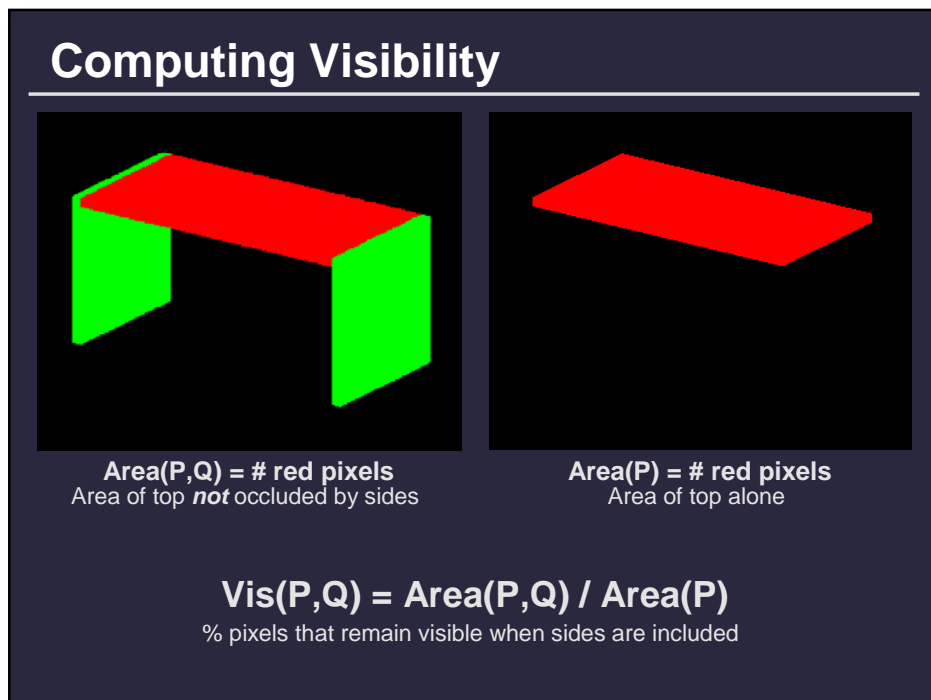 Computing Visibility
Area(P,Q) = # red pixels
Area of top not occluded by sides
Area(P) = # red pixels
Area of top alone
Vis(P,Q) = Area(P,Q) / Area(P)
% pixels that remain visible when sides are included